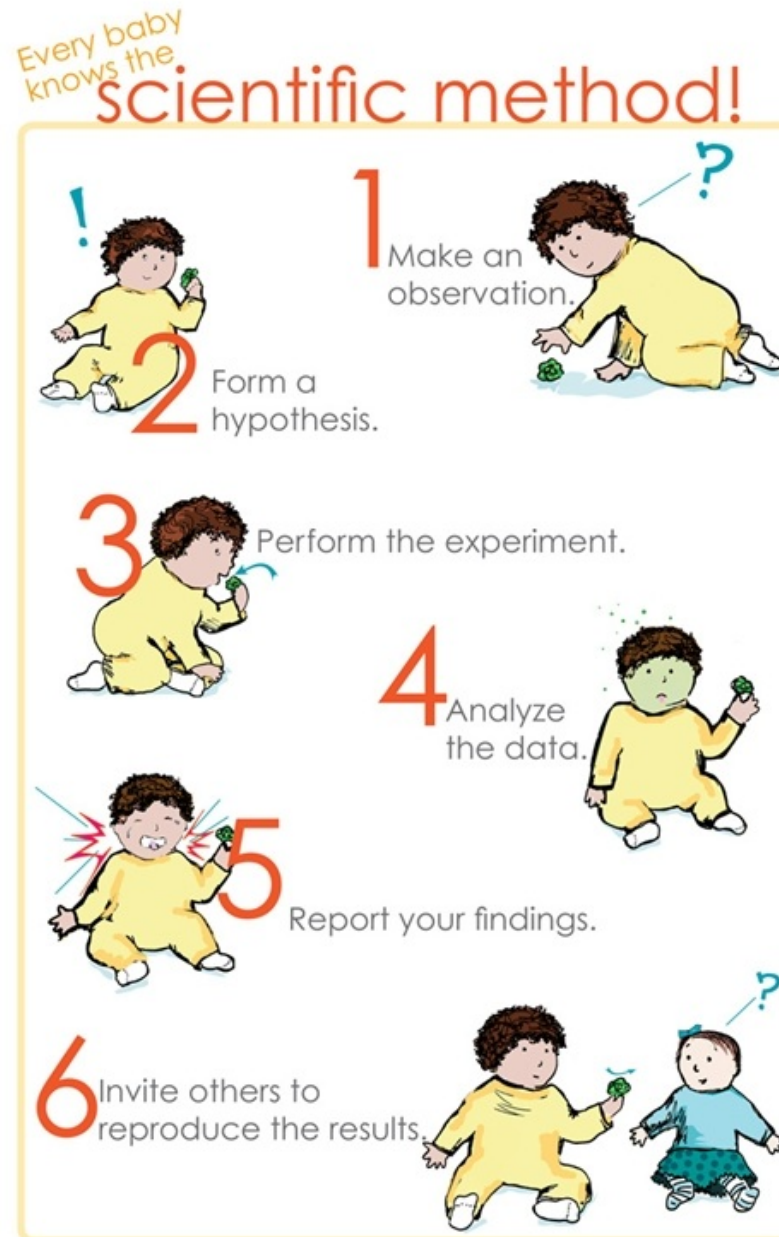 Every baby
knows the
scientific method!
1
Make an
observation.
?
!
2
Form a
hypothesis.
3
Perform the experiment.
4
Analyze
the data.
5
Report your findings.
6
Invite others to
reproduce the results.
?